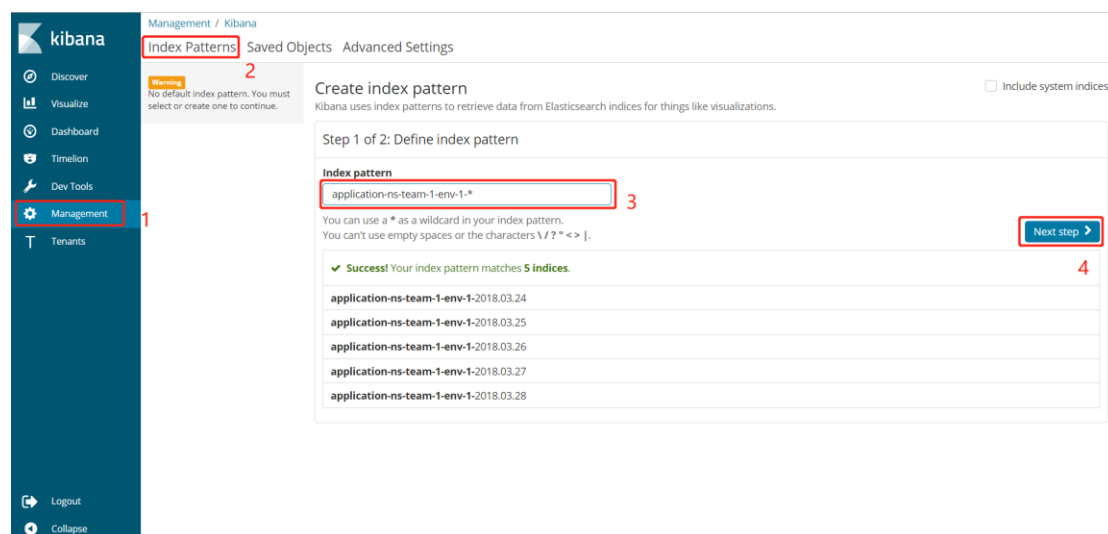 kibana
Discover
Visualize
Dashboard
Timelion
Dev Tools
Management
1
Tenants
Logout
Collapse
Management / Kibana
Index Patterns Saved Objects Advanced Settings
2
Warning
No default index pattern. You must
select or create one to continue.
Create index pattern
Include system indices
Kibana uses index patterns to retrieve data from Elasticsearch indices for things like visualizations.
Step 1 of 2: Define index pattern
Index pattern
application-ns-team-1-env-1-*
3
You can use a * as a wildcard in your index pattern.
You can't use empty spaces or the characters \ / ? " < > |.
Next step
4
Success! Your index pattern matches 5 indices.
application-ns-team-1-env-1-2018.03.24
application-ns-team-1-env-1-2018.03.25
application-ns-team-1-env-1-2018.03.26
application-ns-team-1-env-1-2018.03.27
application-ns-team-1-env-1-2018.03.28